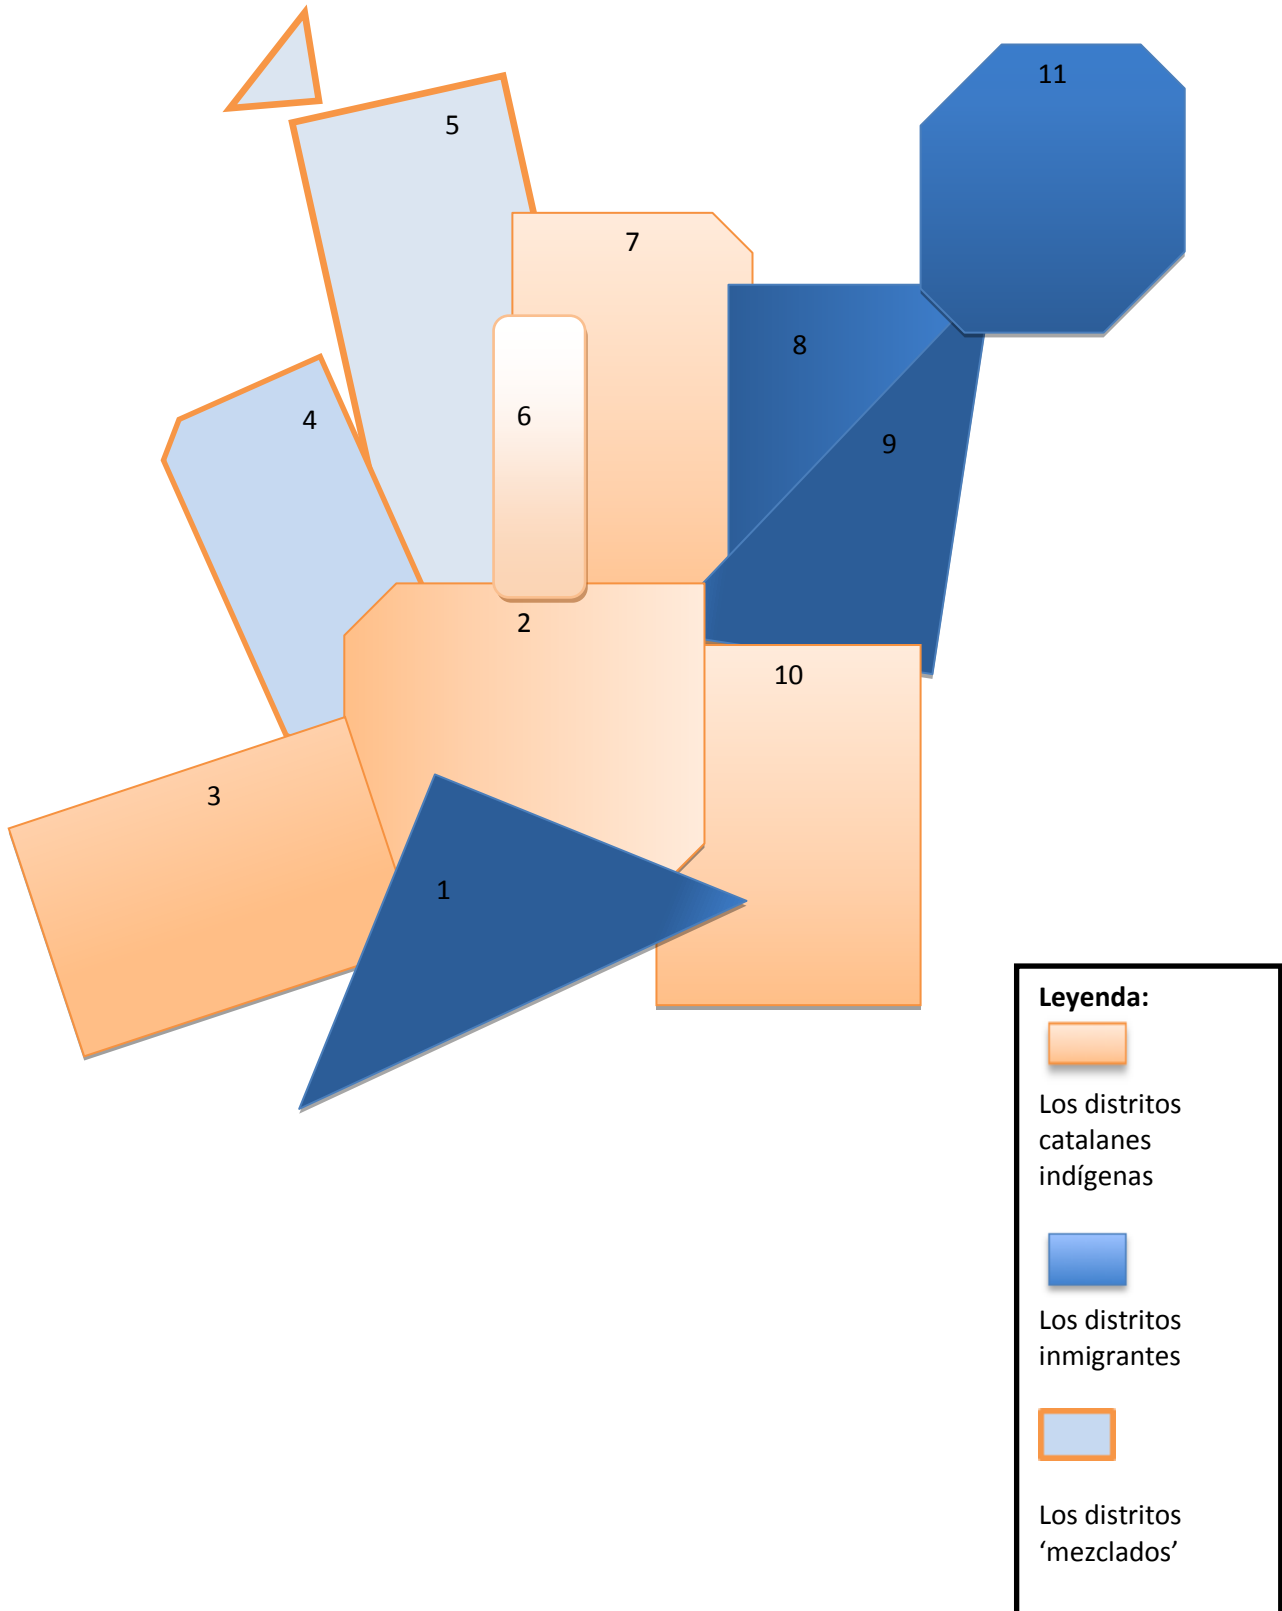 11
5
7
8
4
6
9
2
10
3
1
Leyenda:
Los distritos
catalanes
indígenas
Los distritos
inmigrantes
Los distritos
‘mezclados’